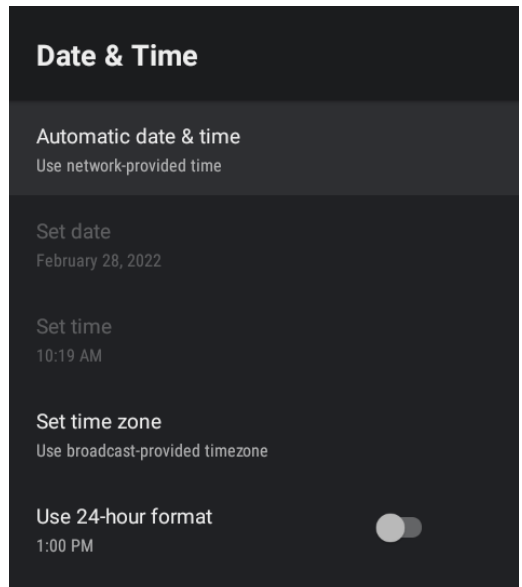 Date & Time
Automatic date & time
Use network-provided time
Set date
February 28, 2022
Set time
10:19 AM
Set time zone
Use broadcast-provided timezone
Use 24-hour format
1:00 PM